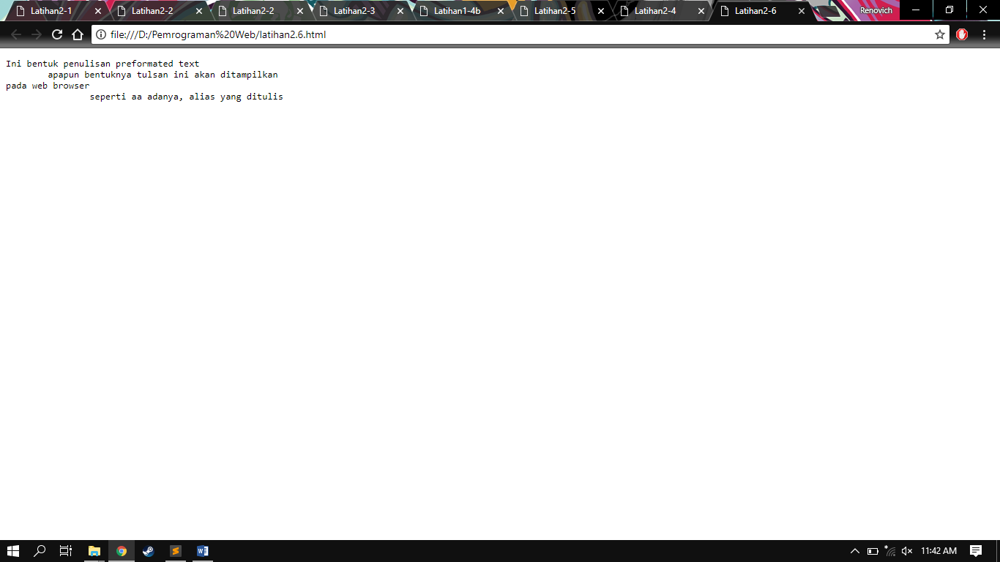 Latihan2-1 Latihan2-2 Latihan2-2 Latihan2-3 Latihan1-4b Latihan2-5 Latihan2-4 Latihan2-6 Renovich
file:///D:/Pemrograman%20Web/latihan2.6.html
Ini bentuk penulisan preformated text
        apapun bentuknya tulsan ini akan ditampilkan
pada web browser
                seperti aa adanya, alias yang ditulis
11:42 AM